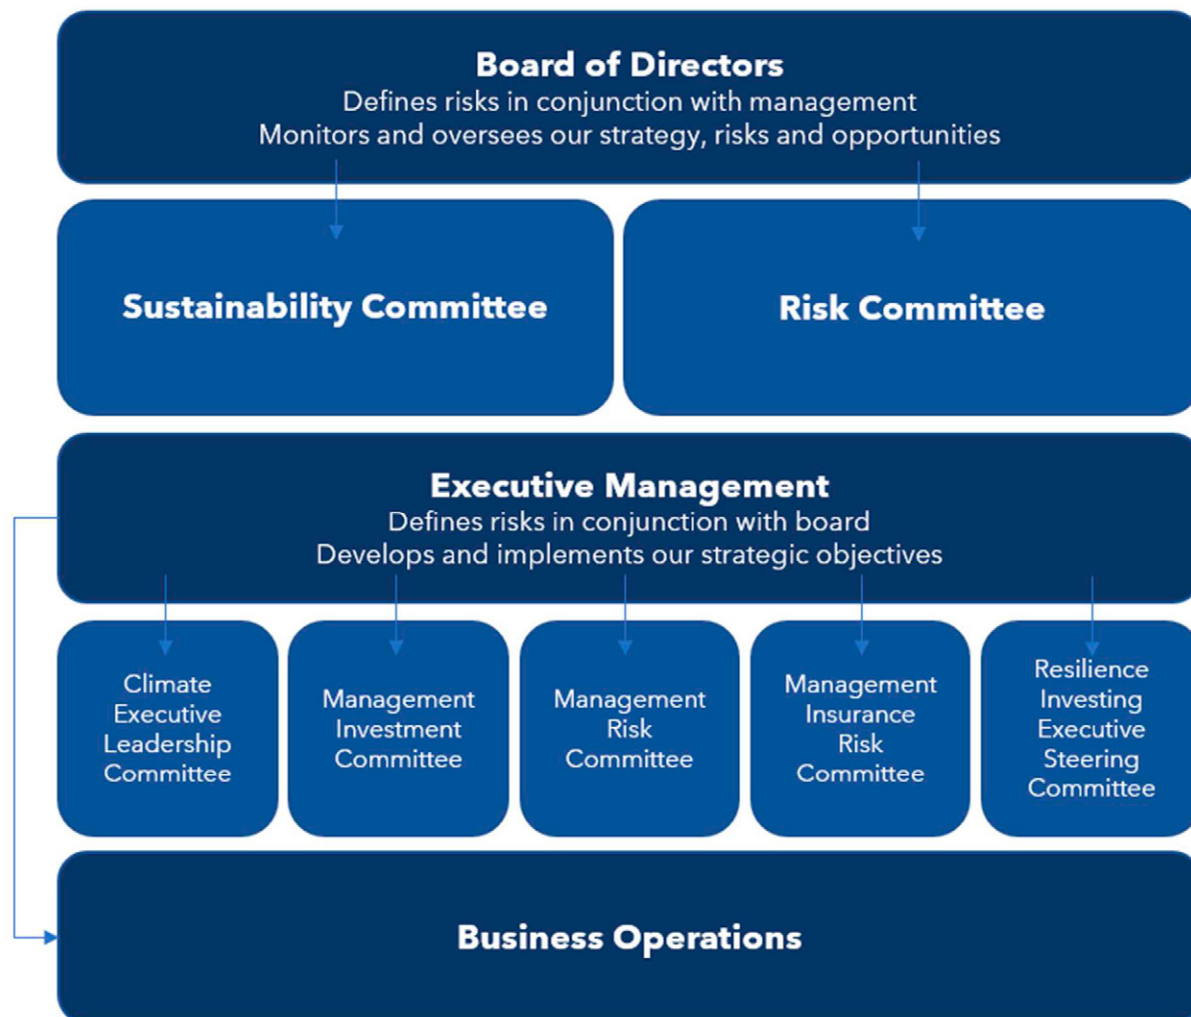 Board of Directors
Defines risks in conjunction with management
Monitors and oversees our strategy, risks and opportunities
Sustainability Committee
Risk Committee
Executive Management
Defines risks in conjunction with board
Develops and implements our strategic objectives
Climate
Executive
Leadership
Committee
Management
Investment
Committee
Management
Risk
Committee
Management
Insurance
Risk
Committee
Resilience
Investing
Executive
Steering
Committee
Business Operations